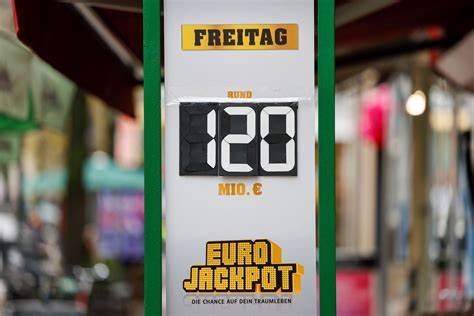 FREITAG
RUND
120
MIO. €
EURO
JACKPOT
DIE CHANCE AUF DEIN TRAUMLEBEN